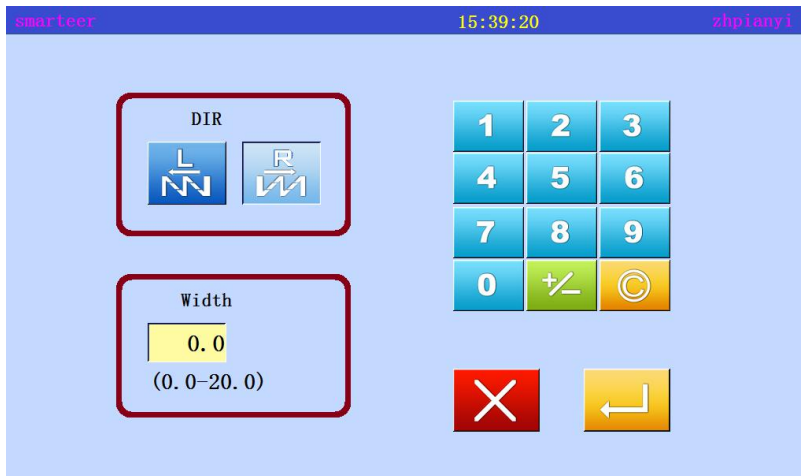 smarteer 15:39:20 zhpianyi
DIR
L R
Width
0.0
(0.0-20.0)
1 2 3
4 5 6
7 8 9
0 +/- ©